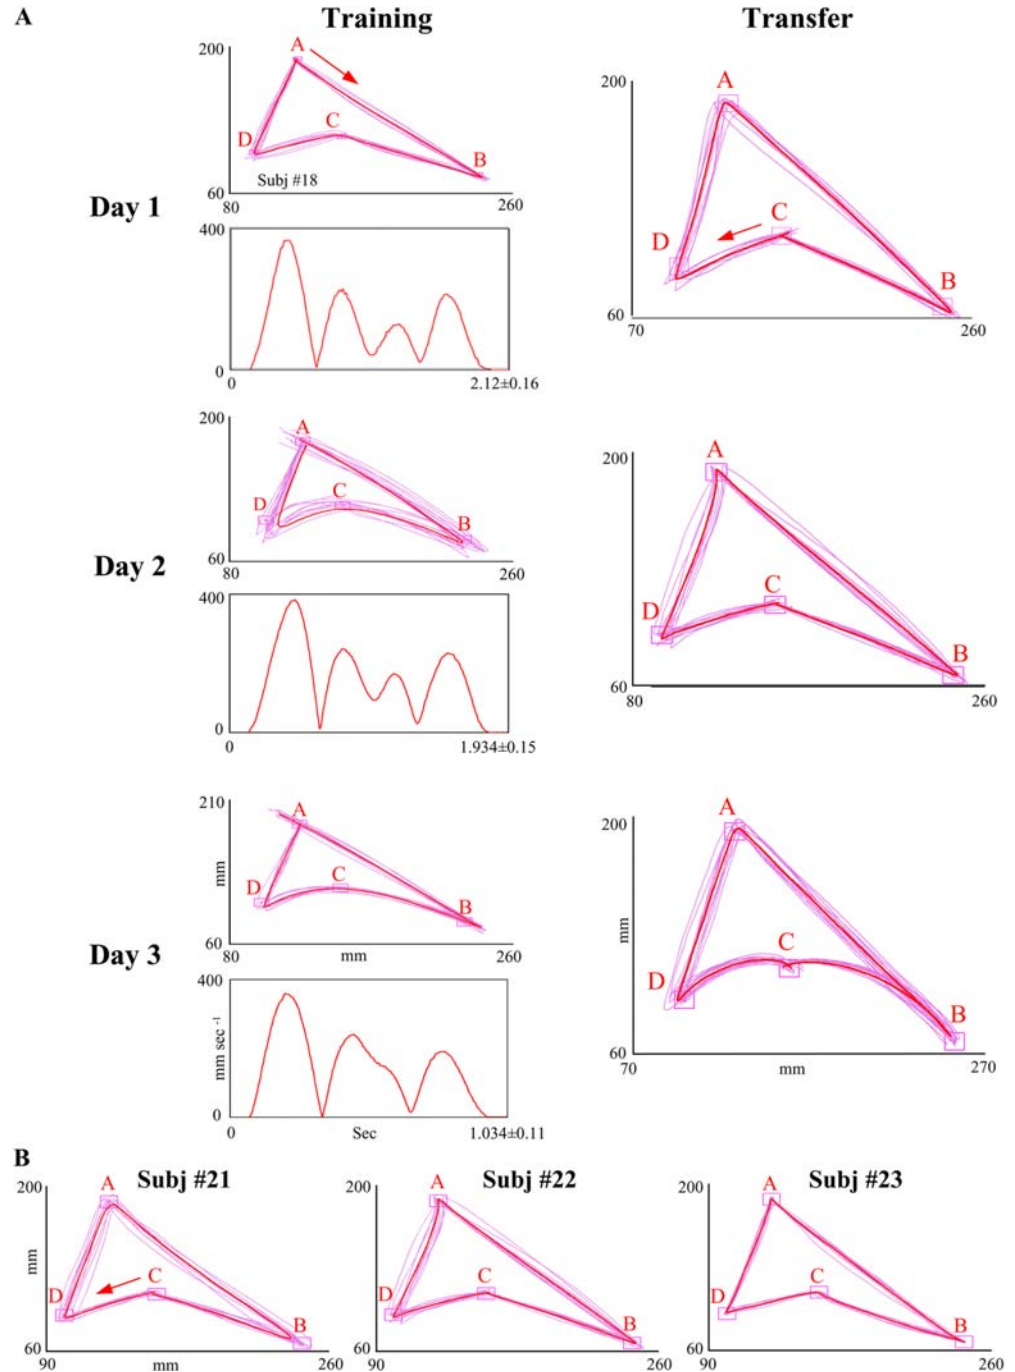 A
Training
Transfer
200
A
D
C
B
Subj #18
60
80
260
Day 1
400
0
0
2.12±0.16
200
A
C
D
B
60
70
260
200
A
D
C
B
60
80
260
Day 2
400
0
0
1.934±0.15
200
A
C
D
B
60
80
260
210
mm
A
D
C
B
60
80
mm
260
Day 3
400
mm sec -1
0
0
Sec
1.034±0.11
200
mm
A
C
D
B
60
70
mm
270
B
Subj #21
Subj #22
Subj #23
200
mm
A
D
C
B
60
90
mm
260
200
A
D
C
B
60
90
260
200
A
D
C
B
60
90
260